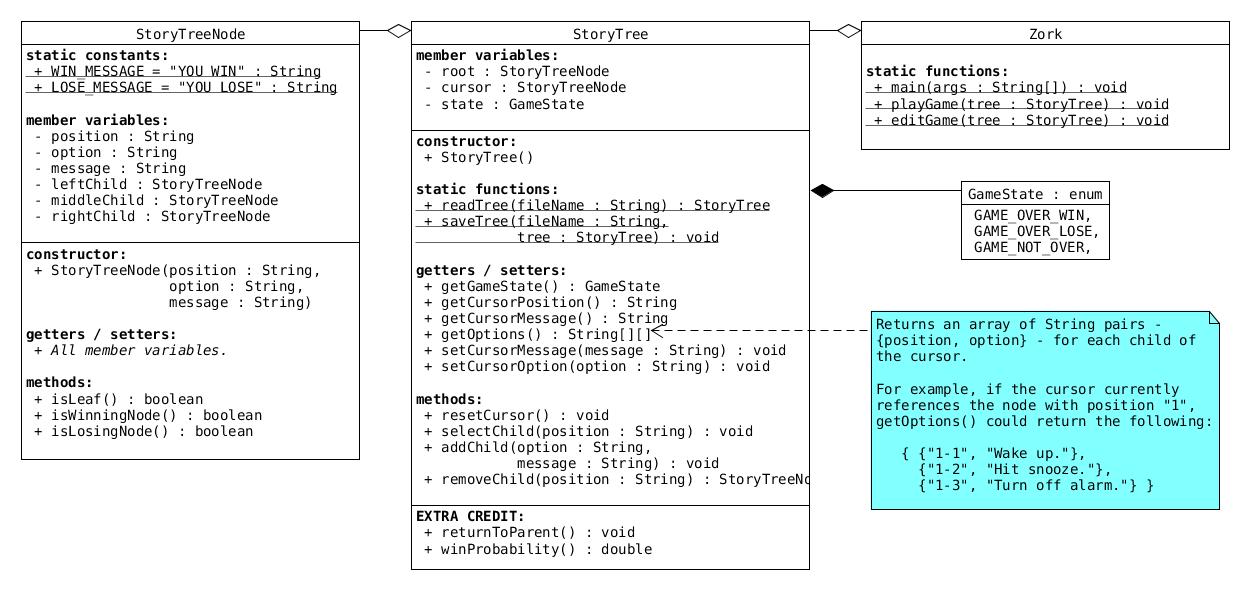 StoryTreeNode
static constants:
+ WIN_MESSAGE = "YOU WIN" : String
+ LOSE_MESSAGE = "YOU LOSE" : String
member variables:
- position : String
- option : String
- message : String
- leftChild : StoryTreeNode
- middleChild : StoryTreeNode
- rightChild : StoryTreeNode
constructor:
+ StoryTreeNode(position : String,
option : String,
message : String)
getters / setters:
+ All member variables.
methods:
+ isLeaf() : boolean
+ isWinningNode() : boolean
+ isLosingNode() : boolean
StoryTree
member variables:
- root : StoryTreeNode
- cursor : StoryTreeNode
- state : GameState
constructor:
+ StoryTree()
static functions:
+ readTree(fileName : String) : StoryTree
+ saveTree(fileName : String,
tree : StoryTree) : void
getters / setters:
+ getGameState() : GameState
+ getCursorPosition() : String
+ getCursorMessage() : String
+ getOptions() : String[][]
+ setCursorMessage(message : String) : void
+ setCursorOption(option : String) : void
methods:
+ resetCursor() : void
+ selectChild(position : String) : void
+ addChild(option : String,
message : String) : void
+ removeChild(position : String) : StoryTreeNo
EXTRA CREDIT:
+ returnToParent() : void
+ winProbability() : double
Zork
static functions:
+ main(args : String[]) : void
+ playGame(tree : StoryTree) : void
+ editGame(tree : StoryTree) : void
GameState : enum
GAME_OVER_WIN,
GAME_OVER_LOSE,
GAME_NOT_OVER,
Returns an array of String pairs -
{position, option} - for each child of
the cursor.
For example, if the cursor currently
references the node with position "1",
getOptions() could return the following:
{ {"1-1", "Wake up."},
{"1-2", "Hit snooze."},
{"1-3", "Turn off alarm."} }